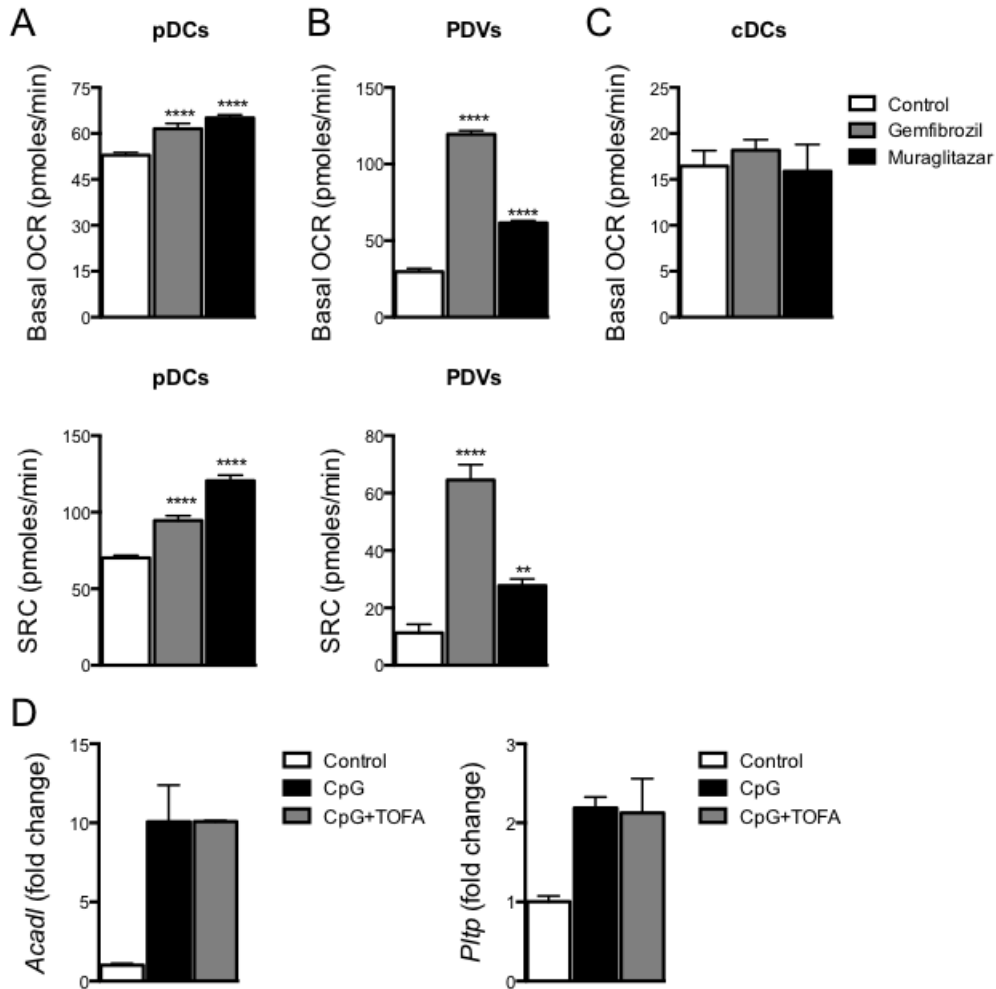 A
pDCs
Basal OCR (pmoles/min)
75
60
45
30
15
0
****
****
B
PDVs
Basal OCR (pmoles/min)
150
100
50
0
****
****
C
cDCs
Basal OCR (pmoles/min)
25
20
15
10
5
0
Control
Gemfibrozil
Muraglitazar
pDCs
SRC (pmoles/min)
150
100
50
0
****
****
PDVs
SRC (pmoles/min)
80
60
40
20
0
****
**
D
Acadl (fold change)
15
10
5
0
Control
CpG
CpG+TOFA
Pltp (fold change)
3
2
1
0
Control
CpG
CpG+TOFA